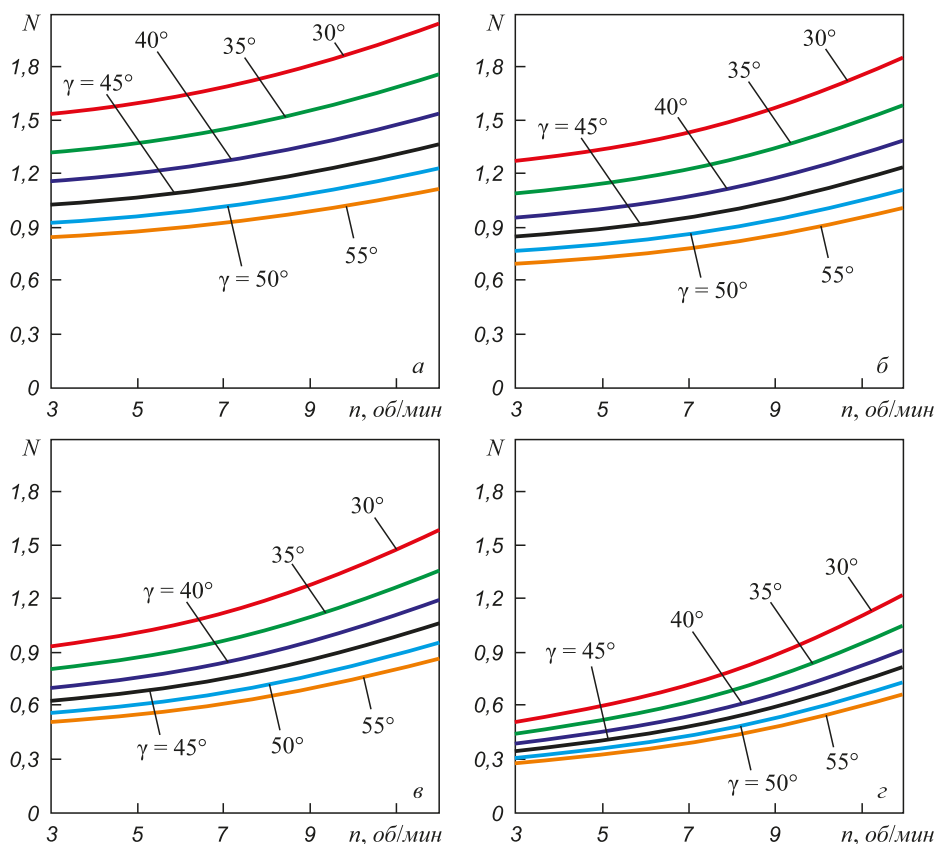 N
1,8
1,5
1,2
0,9
0,6
0,3
0
γ = 45°
40°
35°
30°
γ = 50°
55°
а
3 5 7 9 n, об/мин
1,8
1,5
1,2
0,9
0,6
0,3
0
N
γ = 45°
40°
35°
30°
γ = 50°
55°
б
3 5 7 9 n, об/мин
N
1,8
1,5
1,2
0,9
0,6
0,3
0
γ = 40°
35°
30°
γ = 45°
50°
55°
в
3 5 7 9 n, об/мин
N
1,8
1,5
1,2
0,9
0,6
0,3
0
γ = 45°
40°
35°
30°
γ = 50°
55°
г
3 5 7 9 n, об/мин